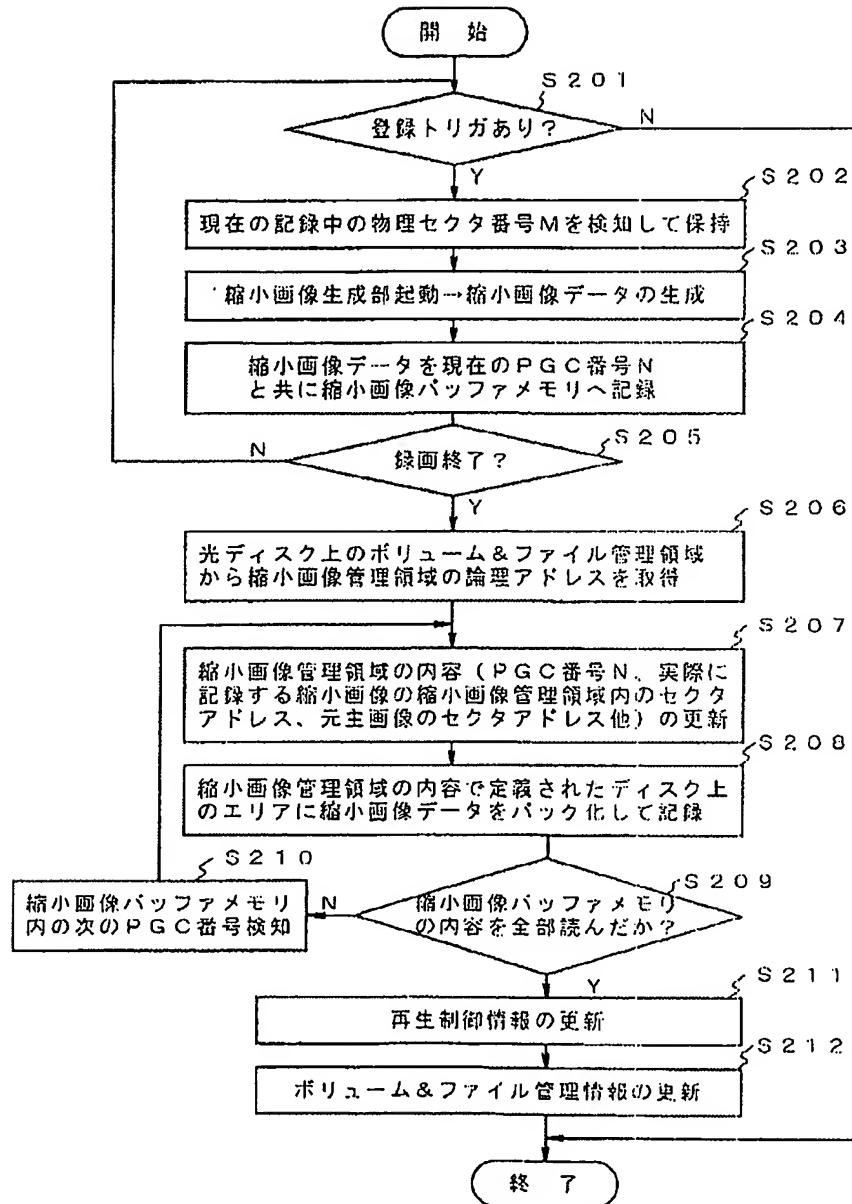 開 始
S201
登録トリガあり?
N
Y
S202
現在の記録中の物理セクタ番号Mを検知して保持
S203
縮小画像生成部起動→縮小画像データの生成
S204
縮小画像データを現在のPGC番号N
と共に縮小画像バッファメモリへ記録
S205
録画終了?
N
Y
S206
光ディスク上のボリューム&ファイル管理領域
から縮小画像管理領域の論理アドレスを取得
S207
縮小画像管理領域の内容(PGC番号N、実際に
記録する縮小画像の縮小画像管理領域内のセクタ
アドレス、元主画像のセクタアドレス他)の更新
S208
縮小画像管理領域の内容で定義されたディスク上
のエリアに縮小画像データをパック化して記録
S210
縮小画像バッファメモリ
内の次のPGC番号検知
N
S209
縮小画像バッファメモリ
の内容を全部読んだか?
Y
S211
再生制御情報の更新
S212
ボリューム&ファイル管理情報の更新
終 了